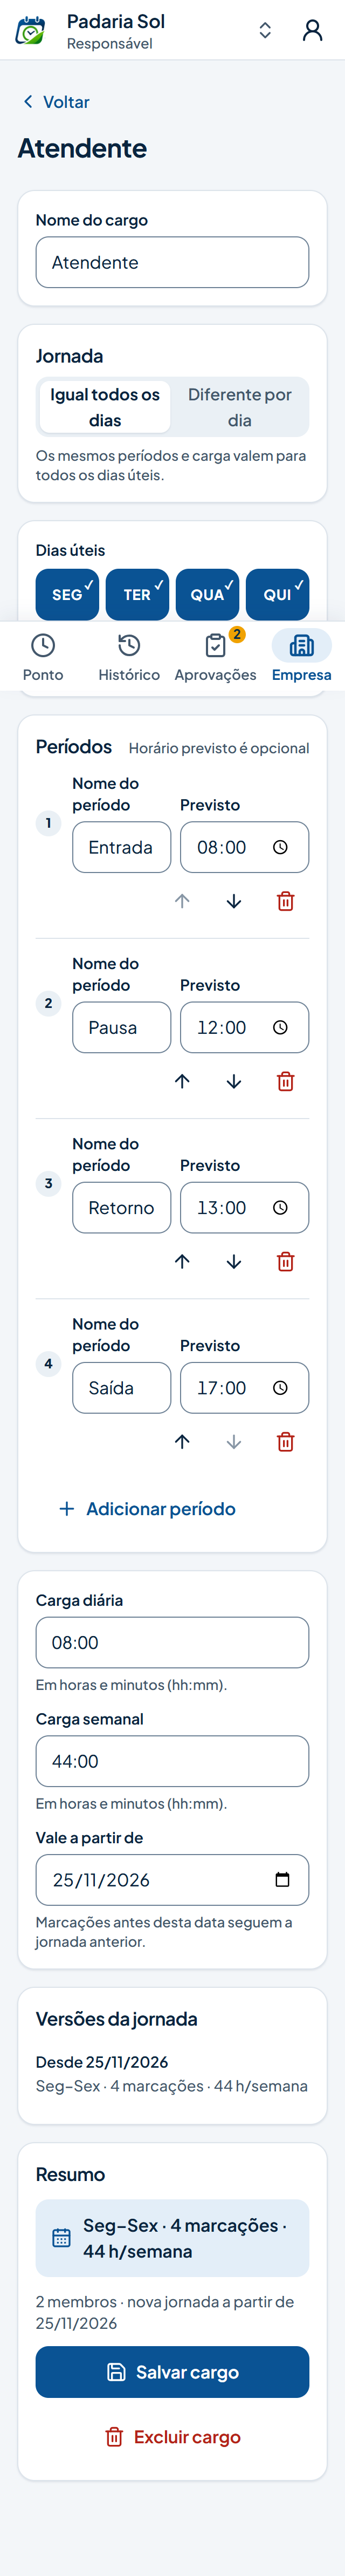 Padaria Sol
Responsável
Voltar
Atendente
Nome do cargo
Atendente
Jornada
Igual todos os
dias
Diferente por
dia
Os mesmos períodos e carga valem para
todos os dias úteis.
Dias úteis
SEG TER QUA QUI
Ponto
Histórico
Aprovações
2
Empresa
Períodos
Horário previsto é opcional
1
Nome do
período
Previsto
Entrada
08:00
2
Nome do
período
Previsto
Pausa
12:00
3
Nome do
período
Previsto
Retorno
13:00
4
Nome do
período
Previsto
Saída
17:00
Adicionar período
Carga diária
08:00
Em horas e minutos (hh:mm).
Carga semanal
44:00
Em horas e minutos (hh:mm).
Vale a partir de
25/11/2026
Marcações antes desta data seguem a
jornada anterior.
Versões da jornada
Desde 25/11/2026
Seg–Sex · 4 marcações · 44 h/semana
Resumo
Seg–Sex · 4 marcações ·
44 h/semana
2 membros · nova jornada a partir de
25/11/2026
Salvar cargo
Excluir cargo